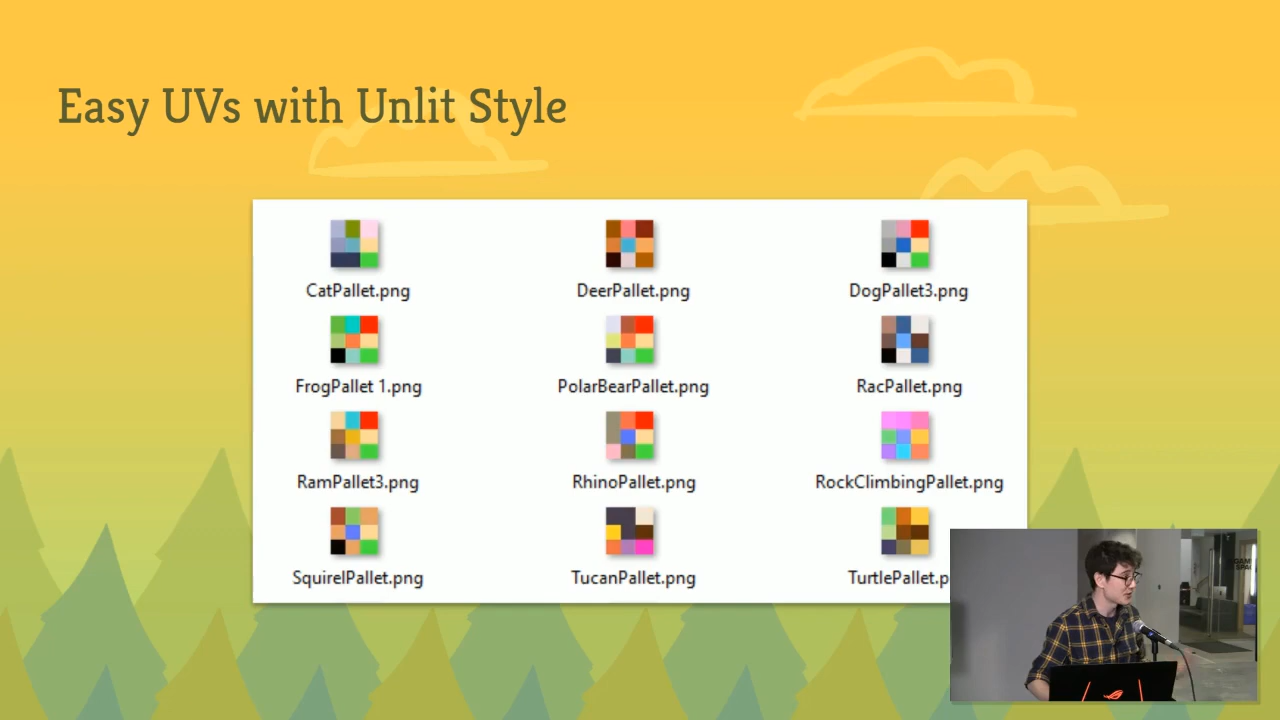 Easy UVs with Unlit Style
CatPallet.png
DeerPallet.png
DogPallet3.png
FrogPallet 1.png
PolarBearPallet.png
RacPallet.png
RamPallet3.png
RhinoPallet.png
RockClimbingPallet.png
SquirelPallet.png
TucanPallet.png
TurtlePallet.p